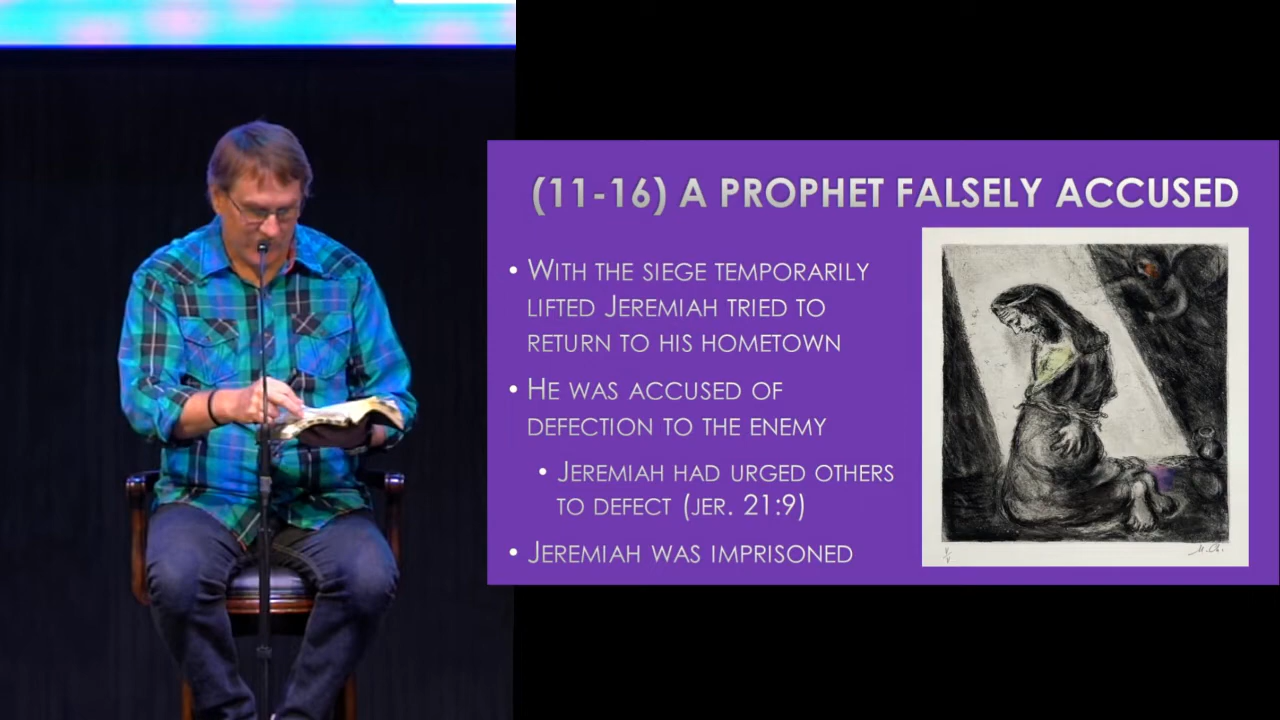 (11-16) A PROPHET FALSELY ACCUSED
• WITH THE SIEGE TEMPORARILY
LIFTED JEREMIAH TRIED TO
RETURN TO HIS HOMETOWN
• HE WAS ACCUSED OF
DEFECTION TO THE ENEMY
• JEREMIAH HAD URGED OTHERS
TO DEFECT (JER. 21:9)
• JEREMIAH WAS IMPRISONED